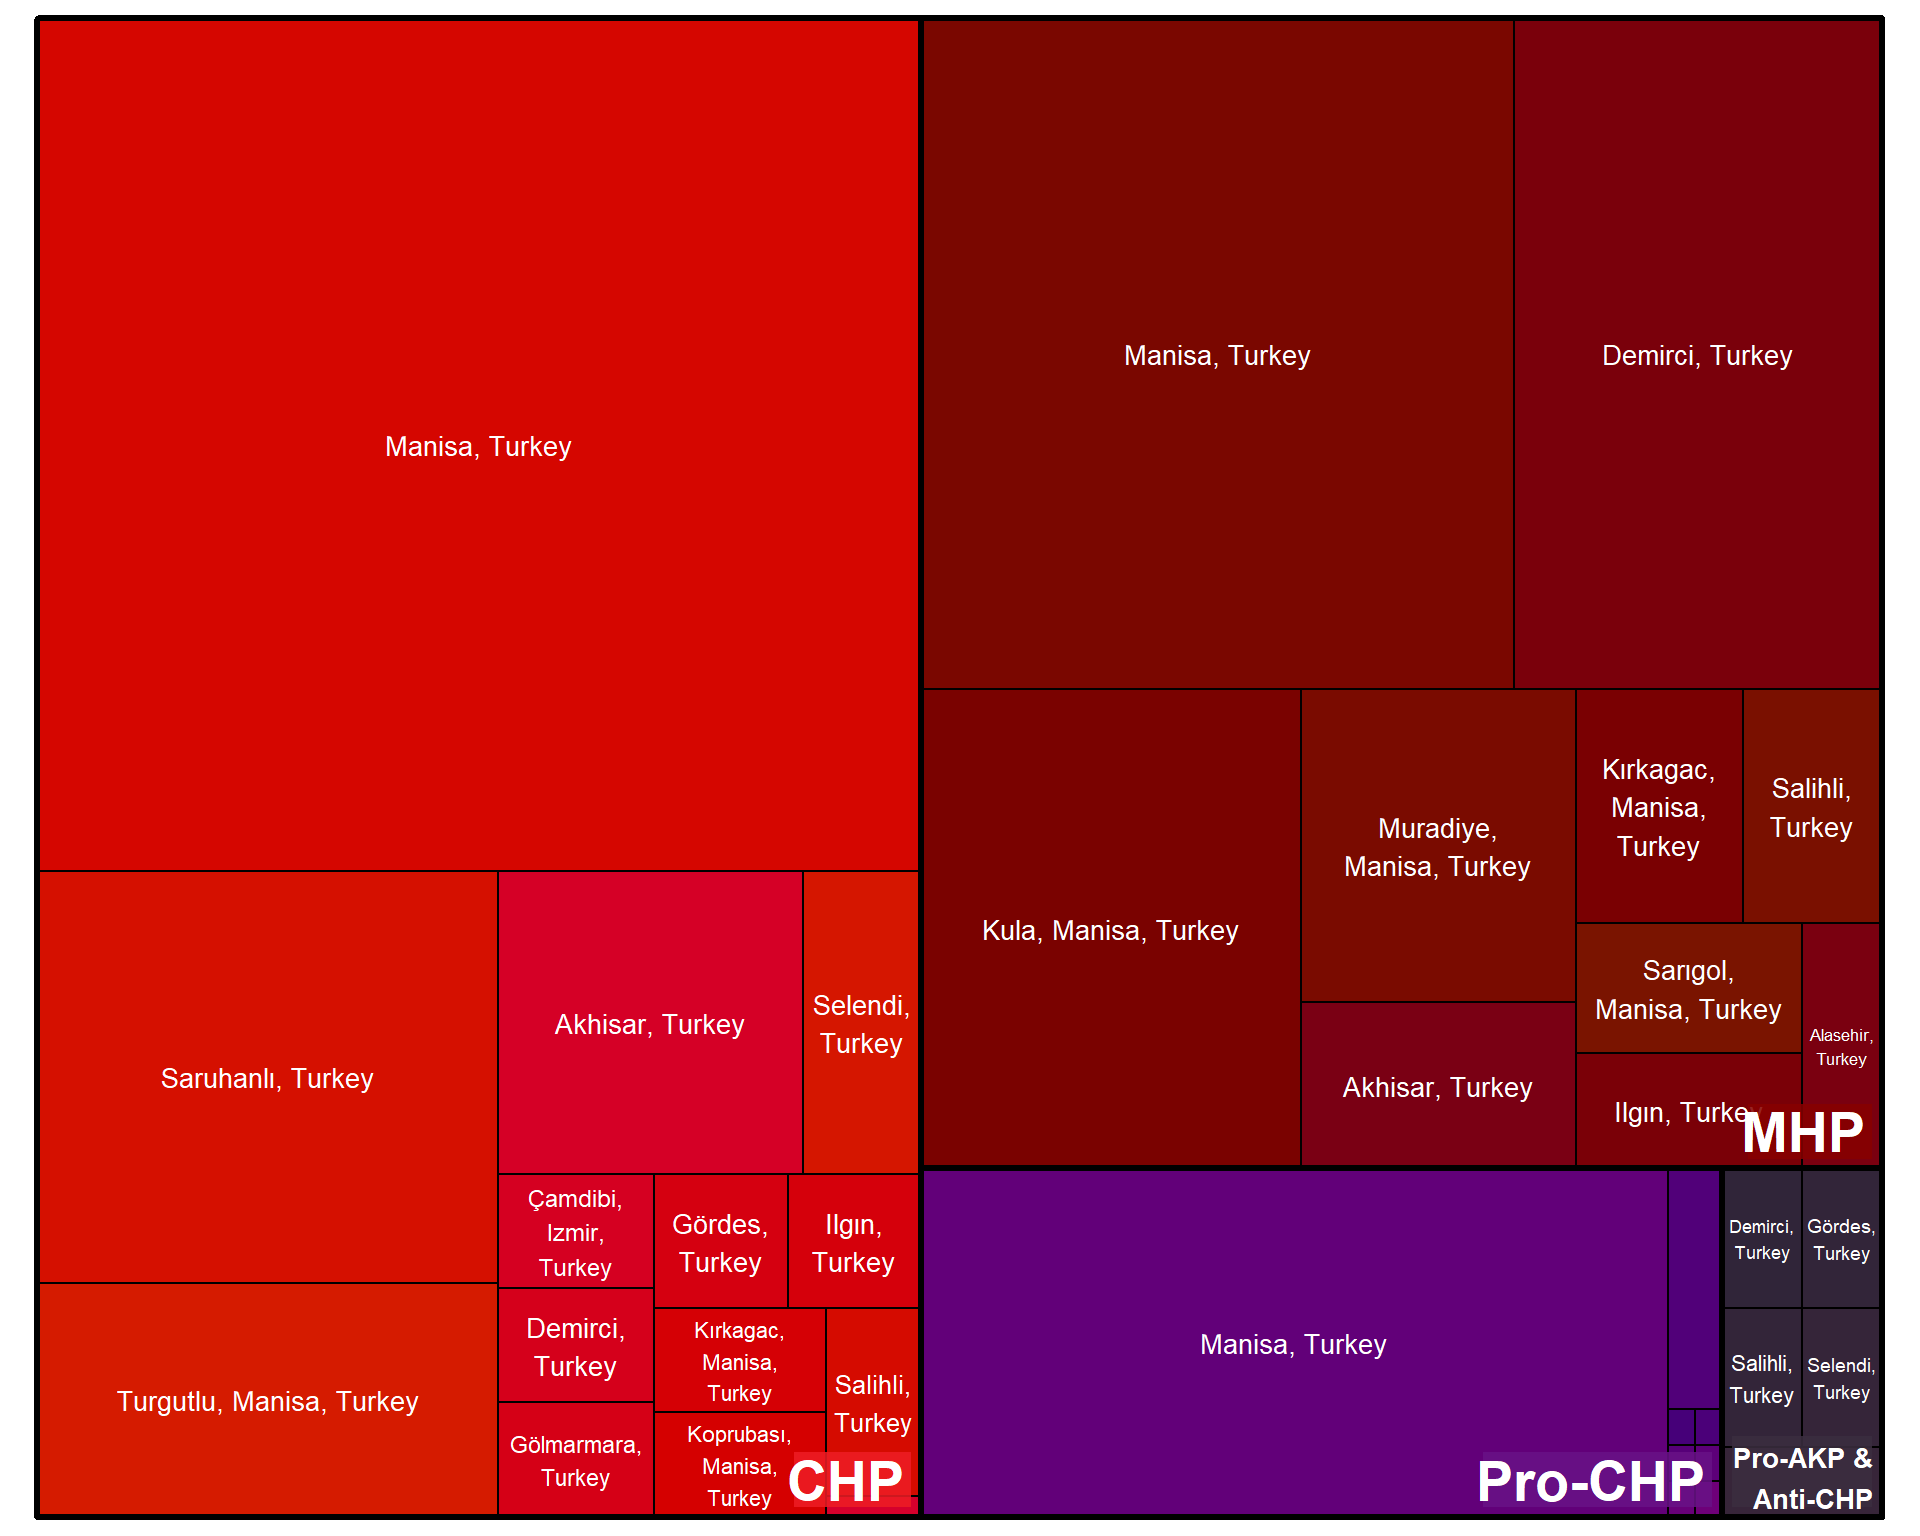 Manisa, Turkey
Saruhanlı, Turkey
Turgutlu, Manisa, Turkey
Akhisar, Turkey
Selendi,
Turkey
Çamdibi,
Izmir,
Turkey
Gördes,
Turkey
Ilgın,
Turkey
Demirci,
Turkey
Kırkagac,
Manisa,
Turkey
Salihli,
Turkey
Gölmarmara,
Turkey
Koprubası,
Manisa,
Turkey
CHP
Manisa, Turkey
Demirci, Turkey
Kula, Manisa, Turkey
Muradiye,
Manisa, Turkey
Kırkagac,
Manisa,
Turkey
Salihli,
Turkey
Akhisar, Turkey
Sarıgol,
Manisa, Turkey
Alasehir,
Turkey
Ilgın, Turkey
MHP
Manisa, Turkey
Pro-CHP
Demirci,
Turkey
Gördes,
Turkey
Salihli,
Turkey
Selendi,
Turkey
Pro-AKP &
Anti-CHP